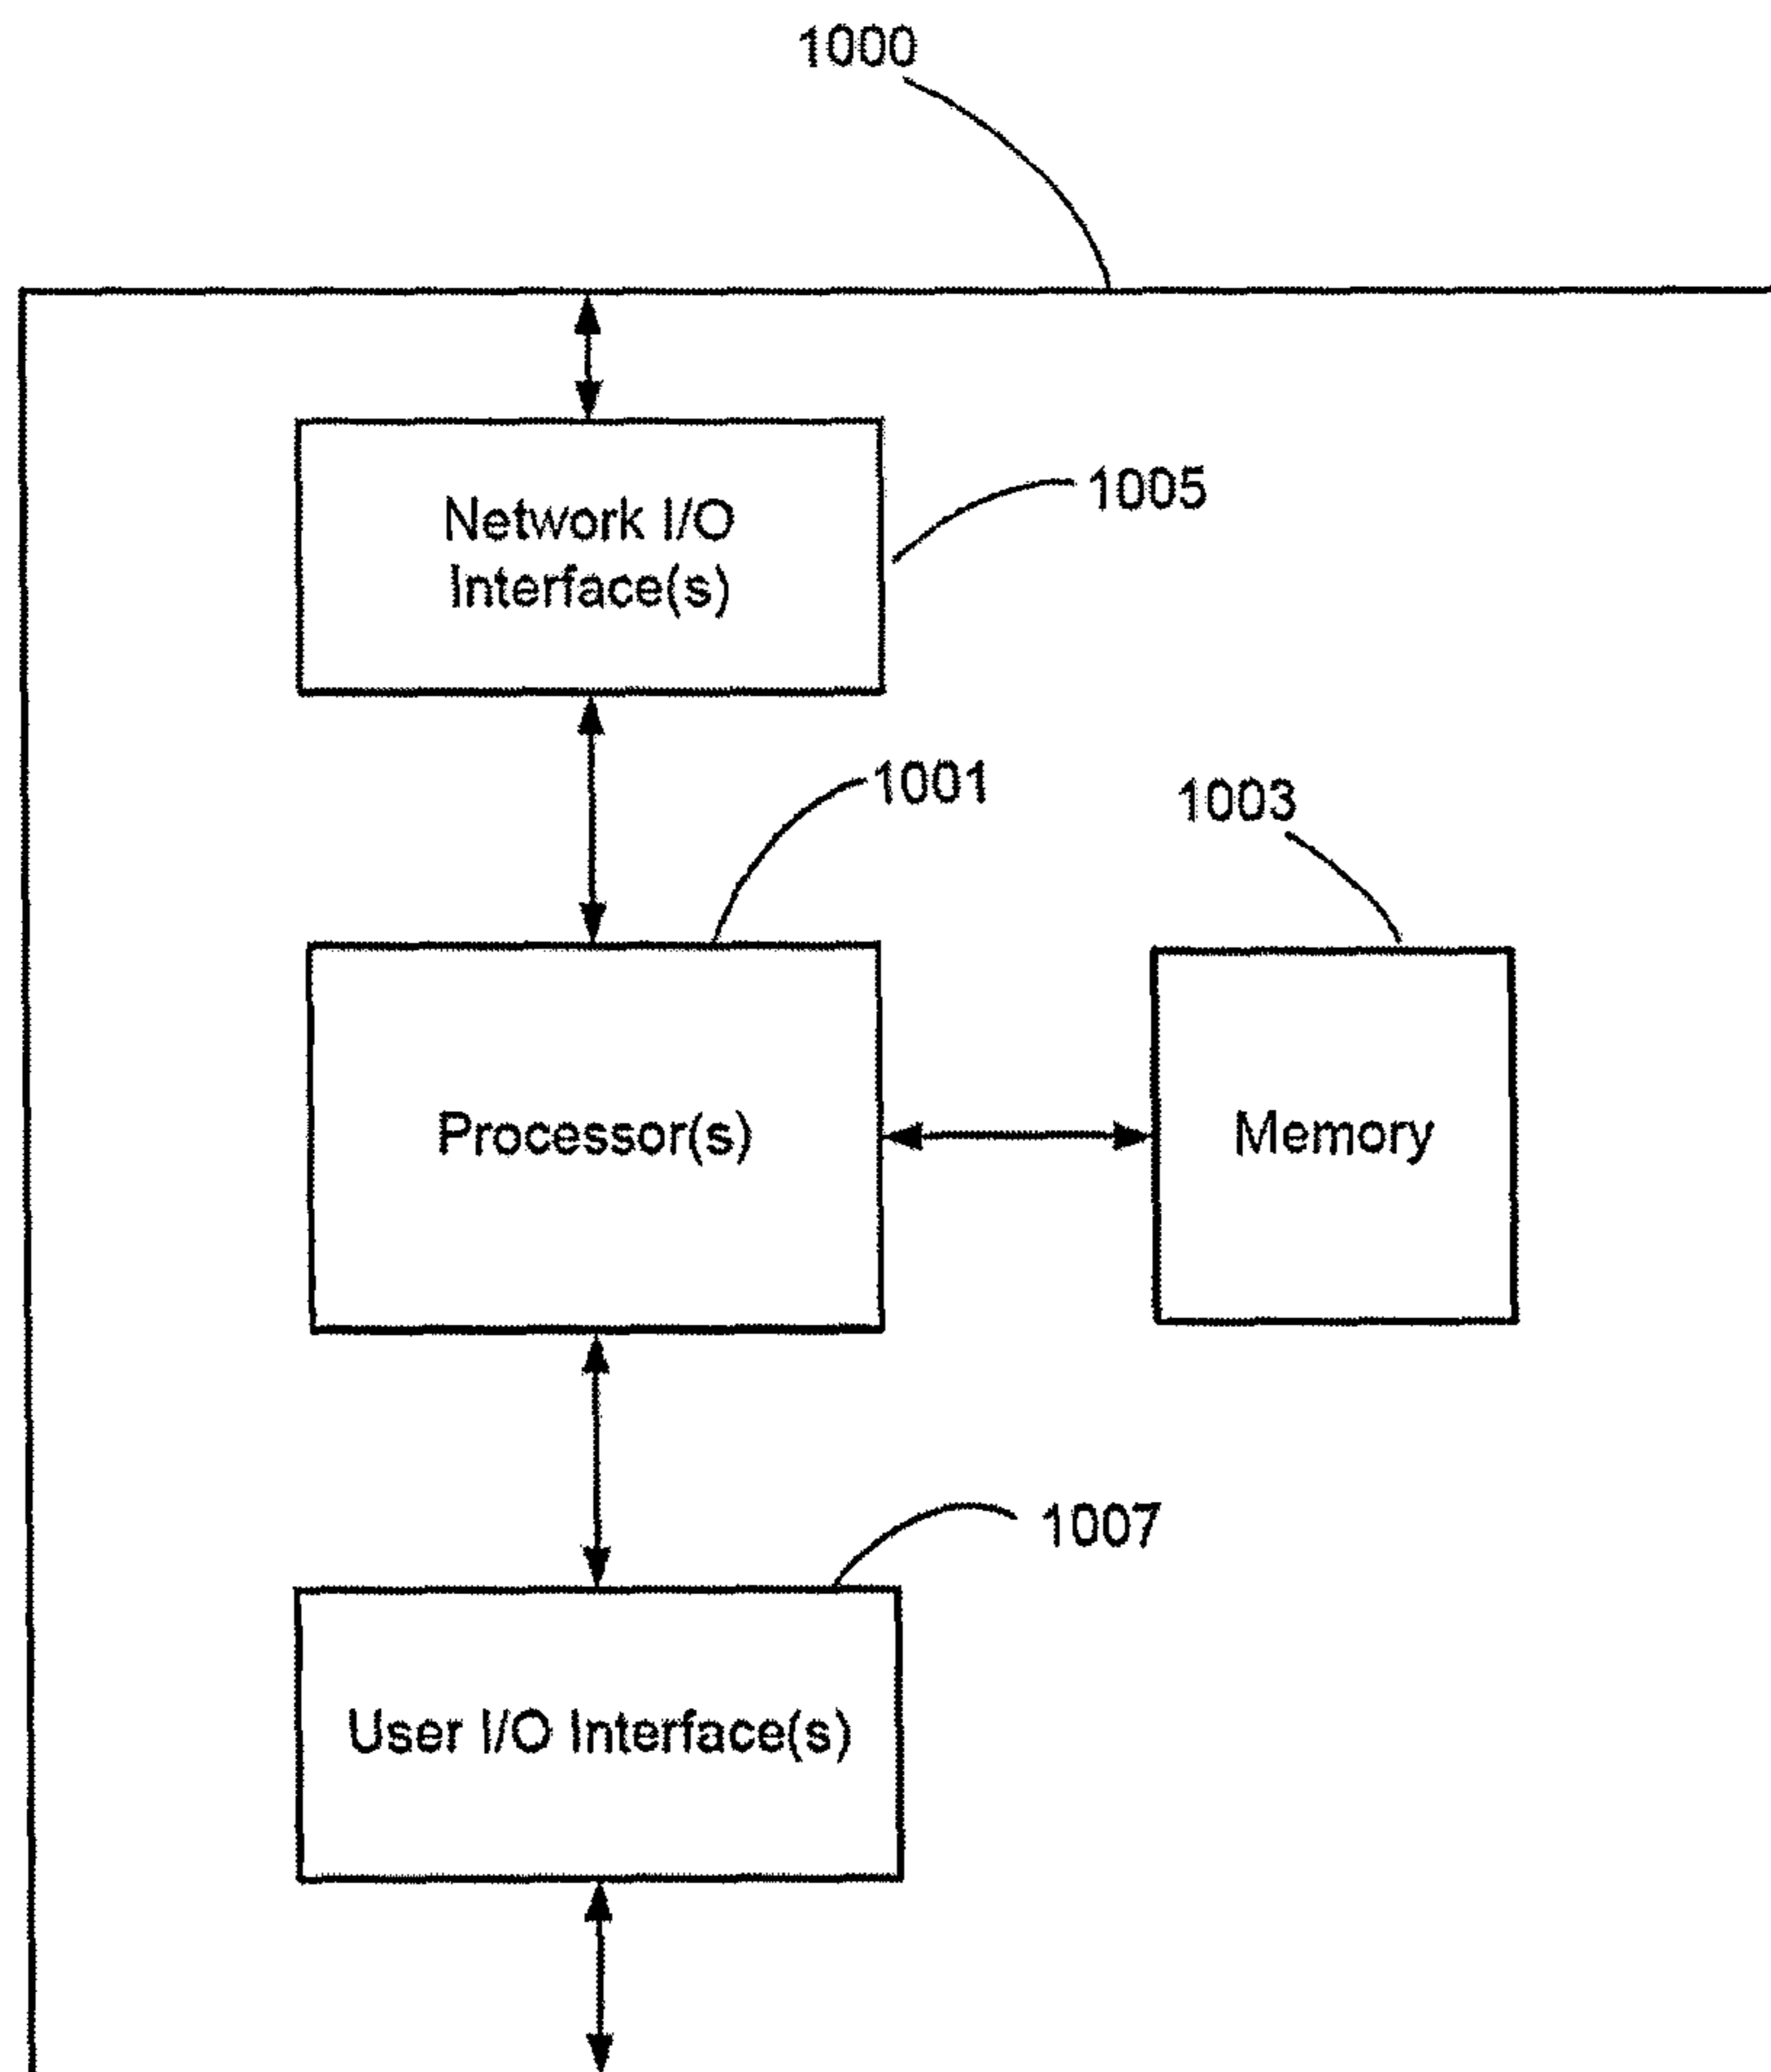 1000
Network I/O
Interface(s)
1005
1001
1003
Processor(s)
Memory
1007
User I/O Interface(s)